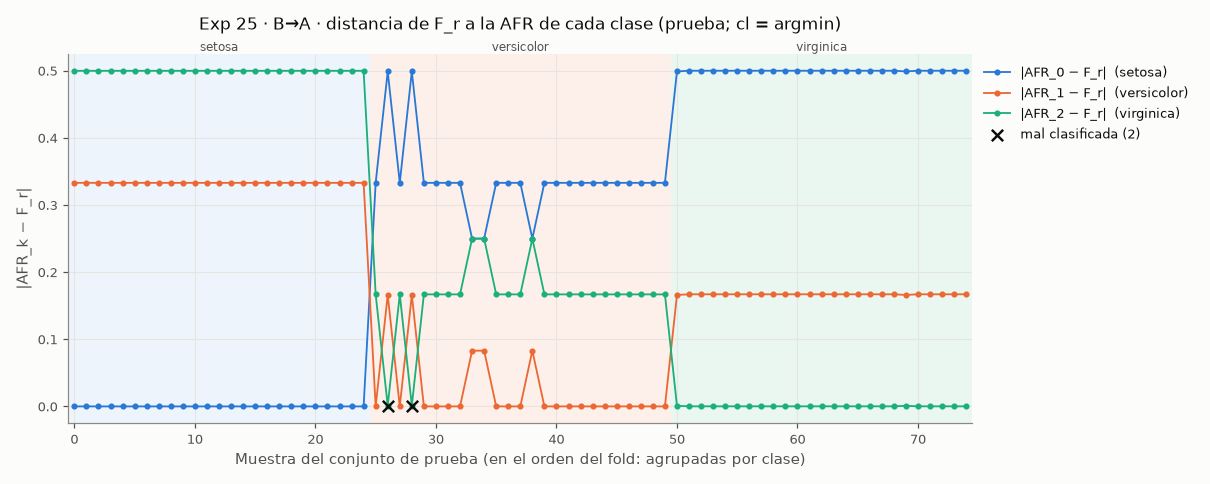 Exp 25 · B→A · distancia de F_r a la AFR de cada clase (prueba; cl = argmin)
setosa versicolor virginica
|AFR_0 − F_r| (setosa)
|AFR_1 − F_r| (versicolor)
|AFR_2 − F_r| (virginica)
mal clasificada (2)
|AFR_k − F_r|
0.5
0.4
0.3
0.2
0.1
0.0
0 10 20 30 40 50 60 70
Muestra del conjunto de prueba (en el orden del fold: agrupadas por clase)